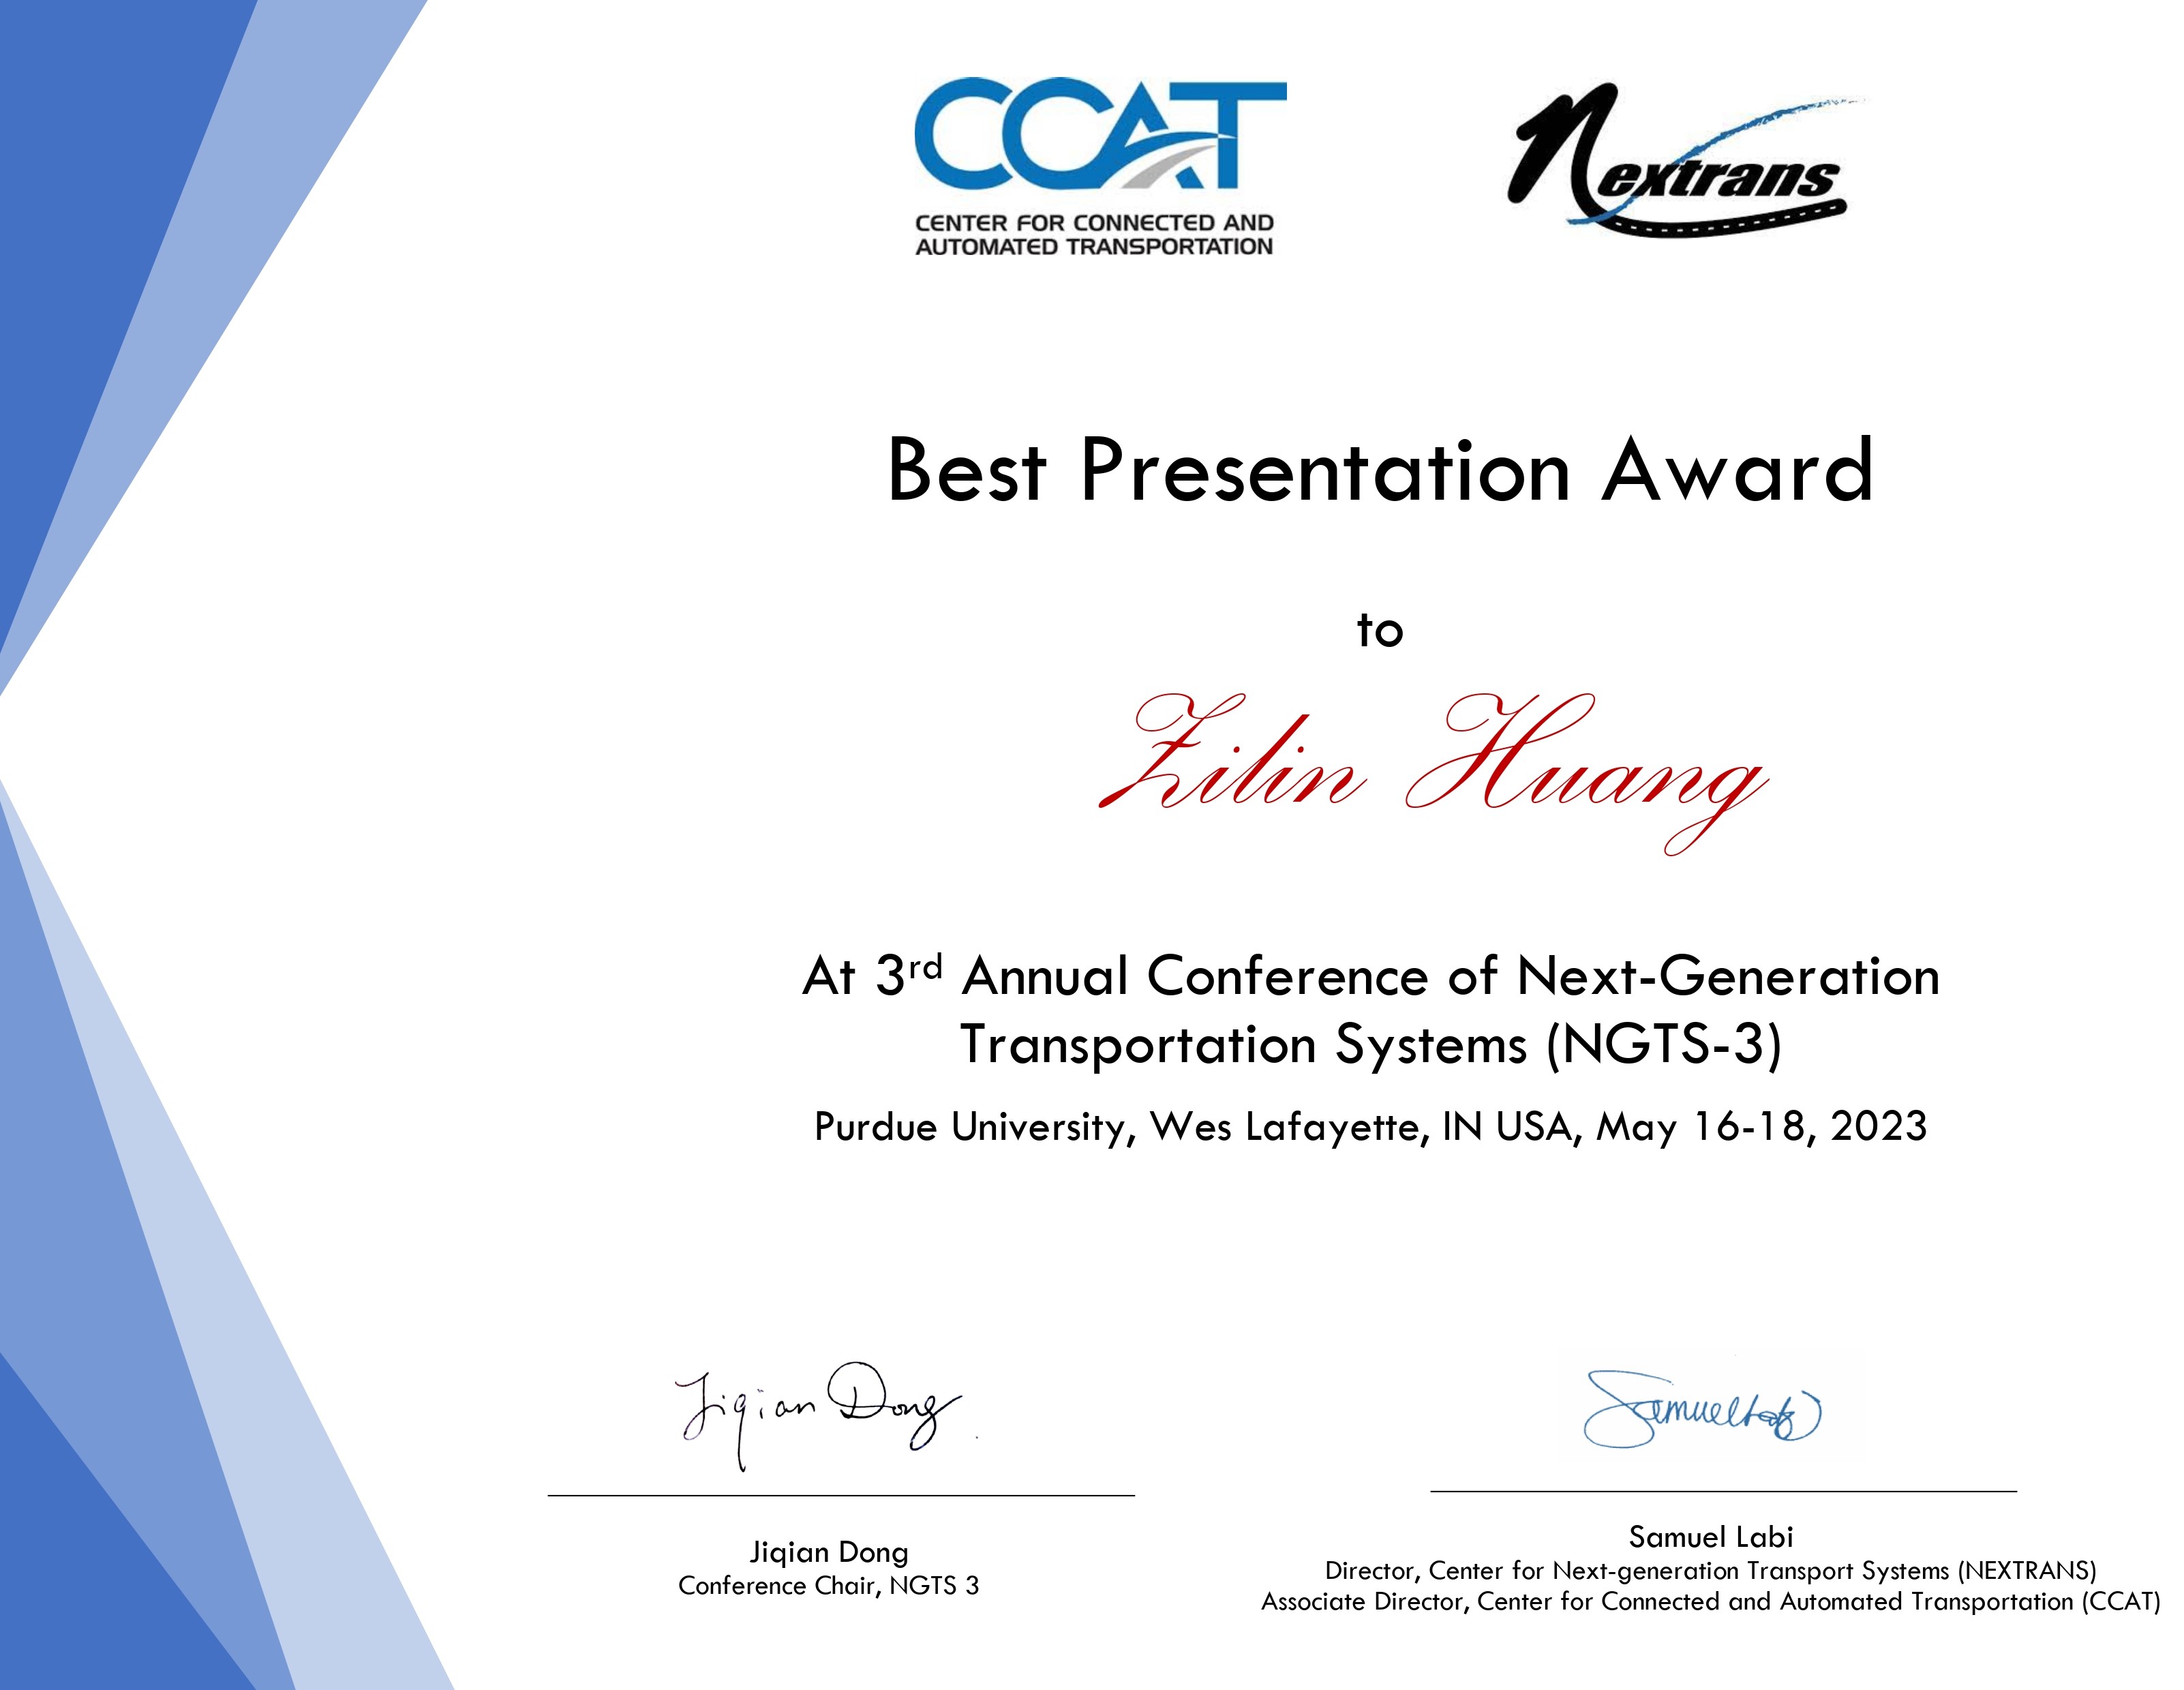 CCAT
CENTER FOR CONNECTED AND
AUTOMATED TRANSPORTATION
Nextrans
Best Presentation Award
to
Zilin Huang
At 3rd Annual Conference of Next-Generation
Transportation Systems (NGTS-3)
Purdue University, Wes Lafayette, IN USA, May 16-18, 2023
Jiqian Dong
Samuel Labi
Jiqian Dong
Conference Chair, NGTS 3
Samuel Labi
Director, Center for Next-generation Transport Systems (NEXTRANS)
Associate Director, Center for Connected and Automated Transportation (CCAT)